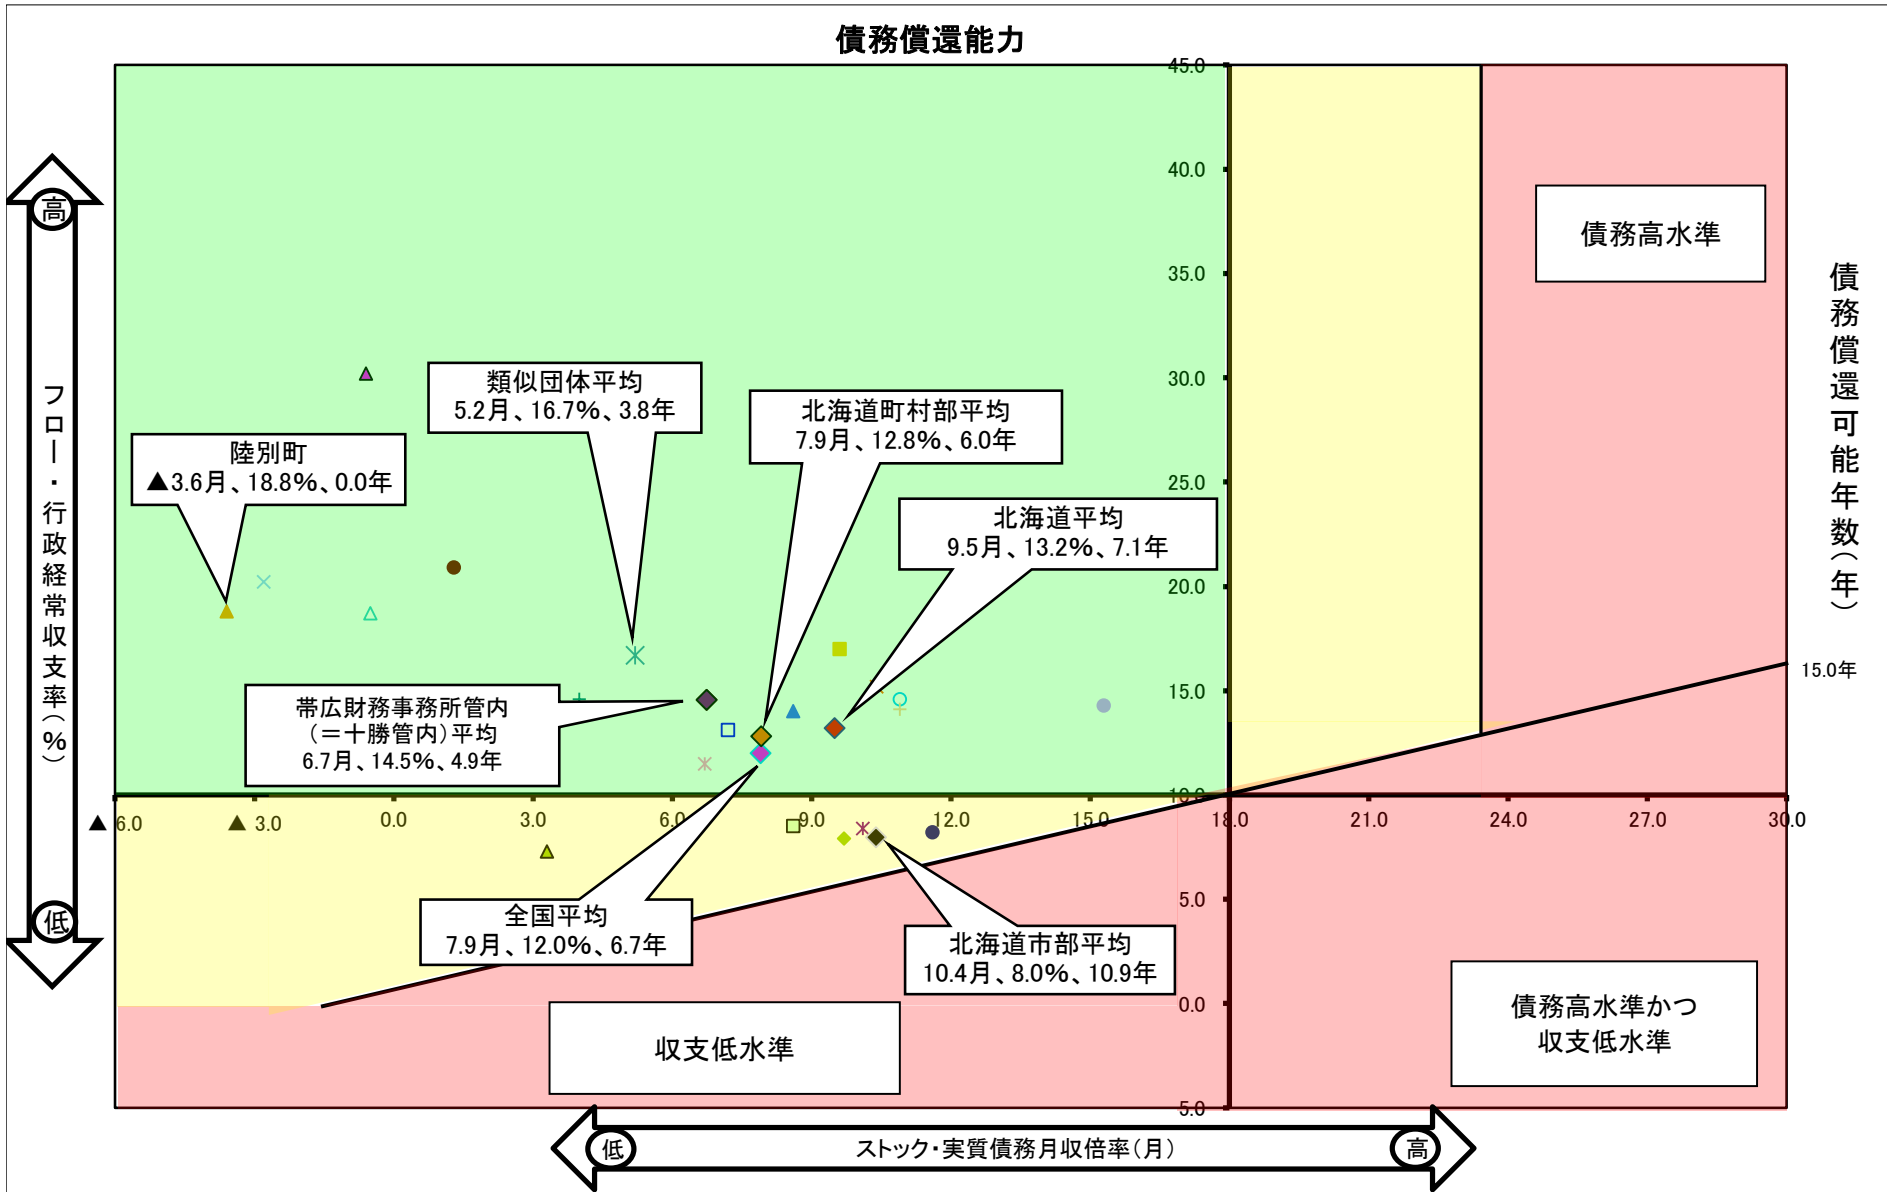 債務償還能力
45.0
40.0
35.0
30.0
25.0
20.0
15.0
10.0
5.0
0.0
5.0
高
フロー・行政経常収支率(%)
低
債務高水準
債務償還可能年数(年)
15.0年
類似団体平均
5.2月、16.7%、3.8年
北海道町村部平均
7.9月、12.8%、6.0年
陸別町
▲3.6月、18.8%、0.0年
北海道平均
9.5月、13.2%、7.1年
帯広財務事務所管内
(=十勝管内)平均
6.7月、14.5%、4.9年
▲ 6.0 ▲ 3.0 0.0 3.0 6.0 9.0 12.0 15.0 18.0 21.0 24.0 27.0 30.0
全国平均
7.9月、12.0%、6.7年
北海道市部平均
10.4月、8.0%、10.9年
収支低水準
債務高水準かつ
収支低水準
低 ストック・実質債務月収倍率(月) 高